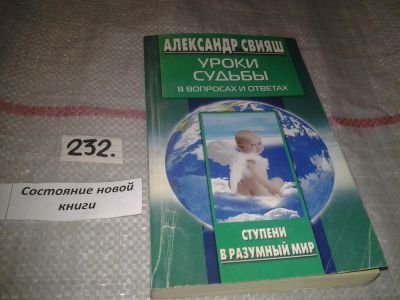 АЛЕКСАНДР СВИЯШ
УРОКИ
СУДЬБЫ
В ВОПРОСАХ И ОТВЕТАХ
СТУПЕНИ
В РАЗУМНЫЙ МИР
232.
Состояние новой
книги